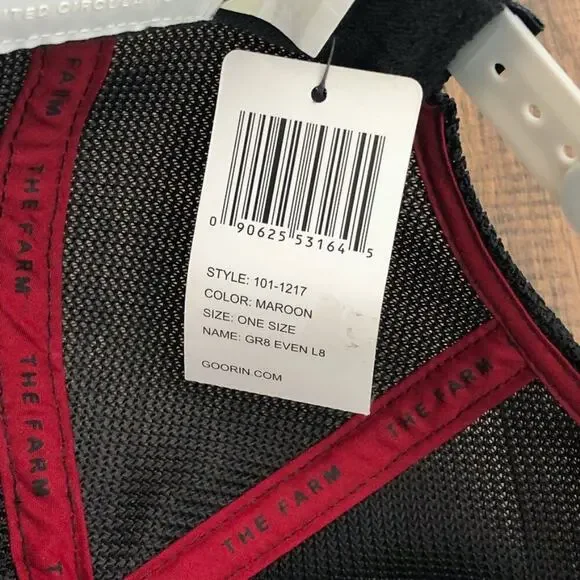 FARM
THE FARM
THE FARM
0 90625 53164 5
STYLE: 101-1217
COLOR: MAROON
SIZE: ONE SIZE
NAME: GR8 EVEN L8
GOORIN.COM
THE FARM
THE FARM